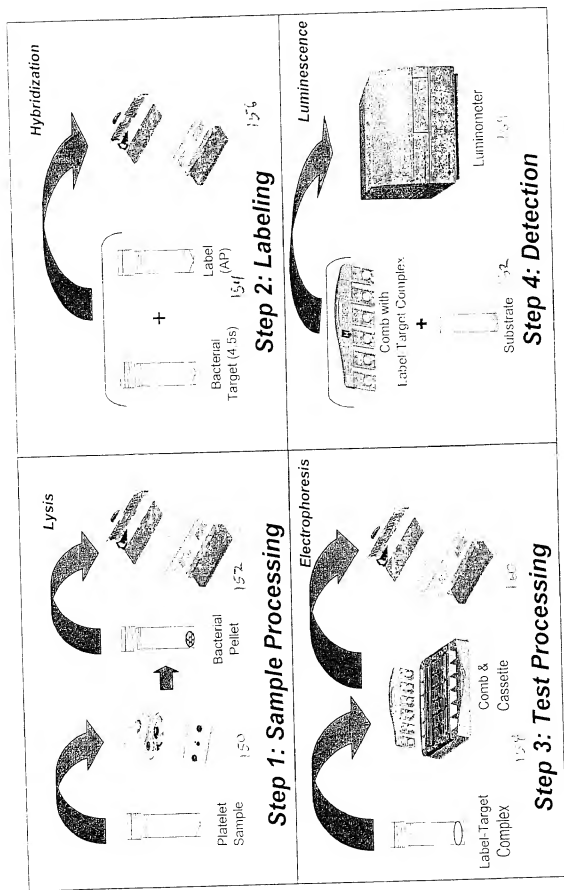 Lysis
Platelet
Sample
150
Bacterial
Pellet
152
Step 1: Sample Processing
Hybridization
Bacterial
Target (4.5s)
+
Label
(AP)
154
156
Step 2: Labeling
Electrophoresis
Label-Target
Complex
Comb &
Cassette
Step 3: Test Processing
Luminescence
Comb with
Label-Target Complex
+
Substrate
Luminometer
Step 4: Detection